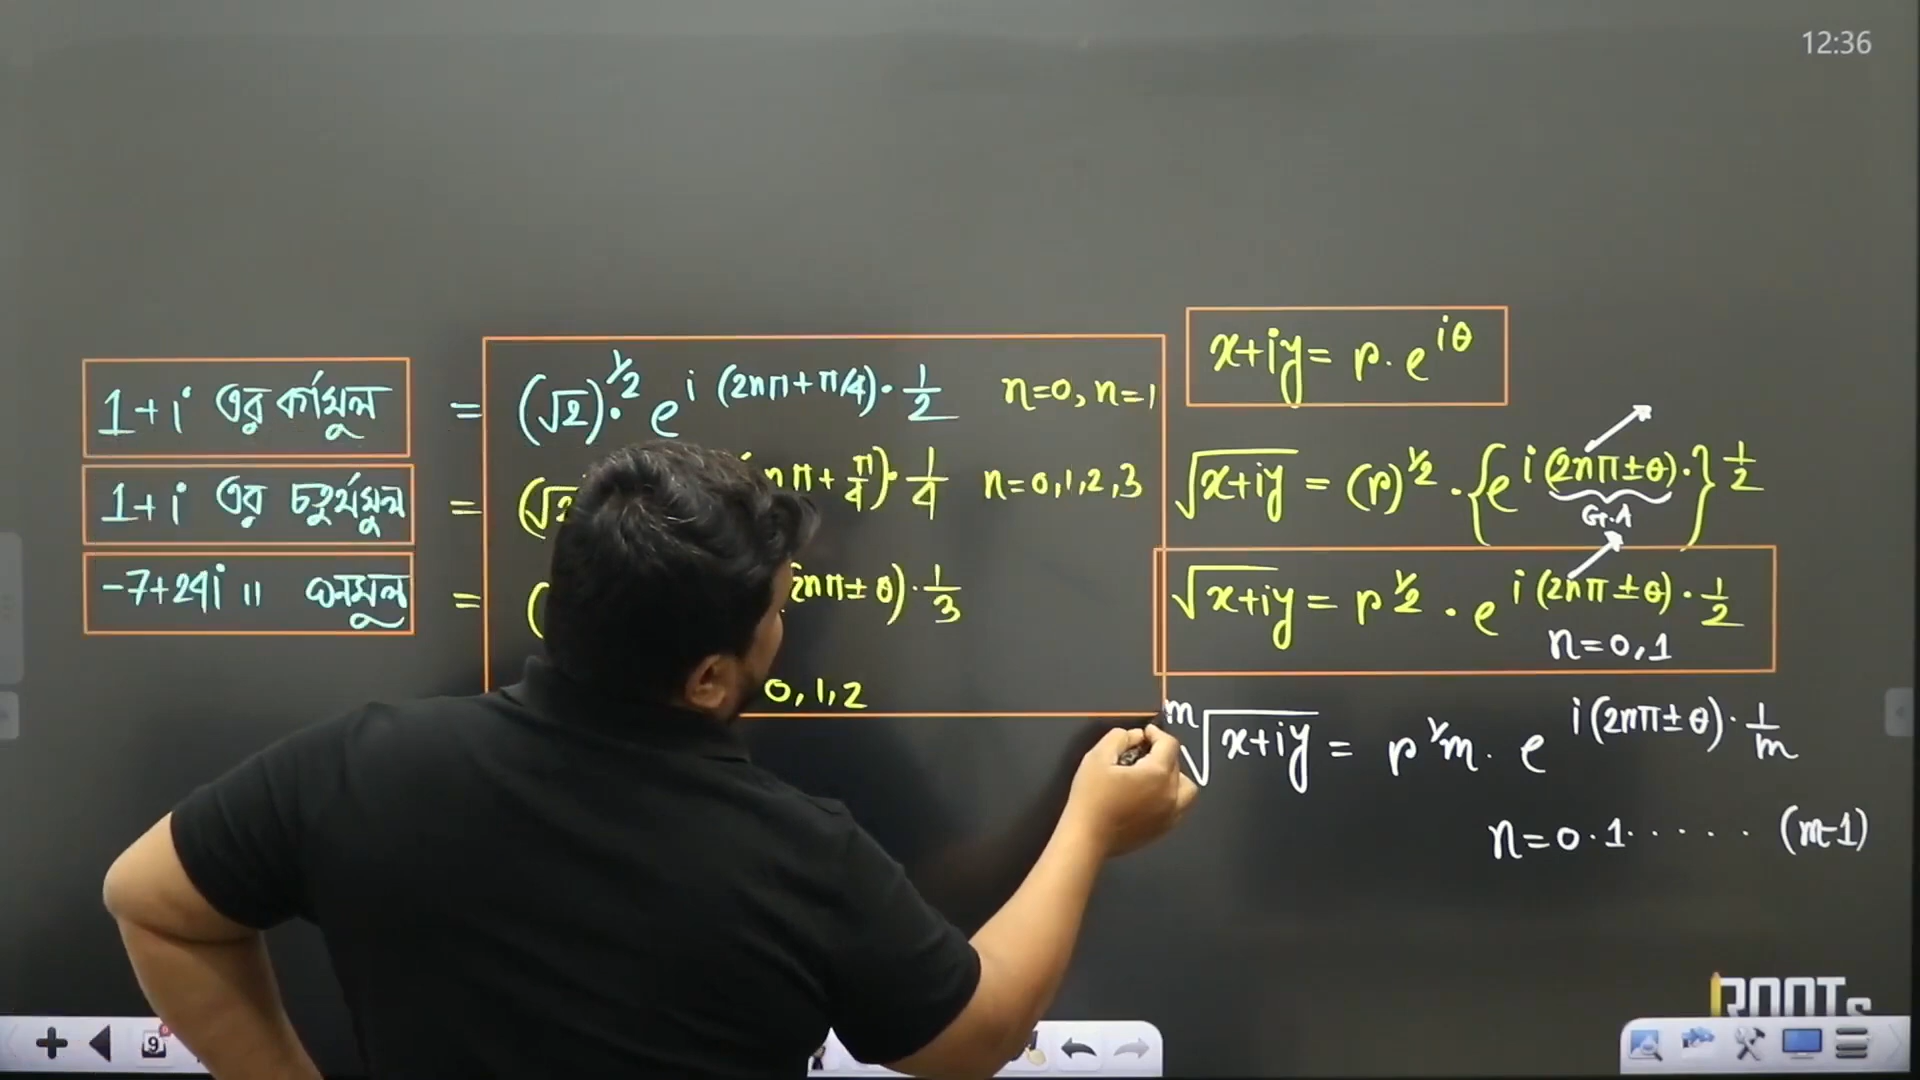 12:36
1+i এর বর্গমূল = (√2)^½ · e^{i(2nπ+π/4)·1/2} n=0, n=1
1+i এর চতুর্থমূল = (√2 nπ+π/4)·1/4 n=0,1,2,3
-7+24i 〃 ঘনমূল = ( 2nπ±θ)·1/3
0,1,2
x+iy = r·e^{iθ}
√(x+iy) = (r)^½ · {e^{i(2nπ±θ)·}}^{1/2}
G.A
√(x+iy) = r^½ · e^{i(2nπ±θ)·1/2}
n=0,1
ᵐ√(x+iy) = r^{1/m} · e^{i(2nπ±θ)·1/m}
n=0·1····· (m-1)
ROOTs
9